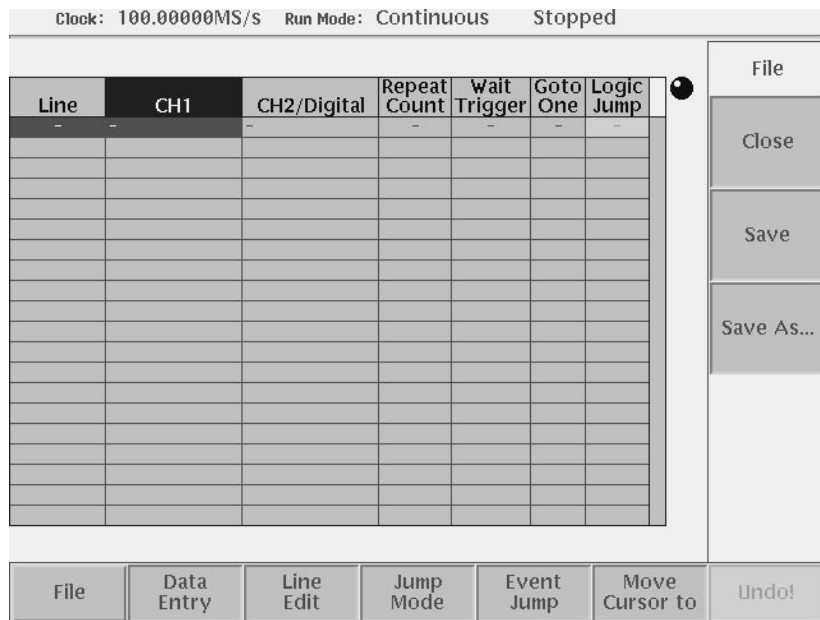 Clock: 100.00000MS/s Run Mode: Continuous Stopped
File
Line CH1 CH2/Digital Repeat Count Wait Trigger Goto One Logic Jump
- - - - - - -
Close
Save
Save As...
File Data Entry Line Edit Jump Mode Event Jump Move Cursor to Undo!